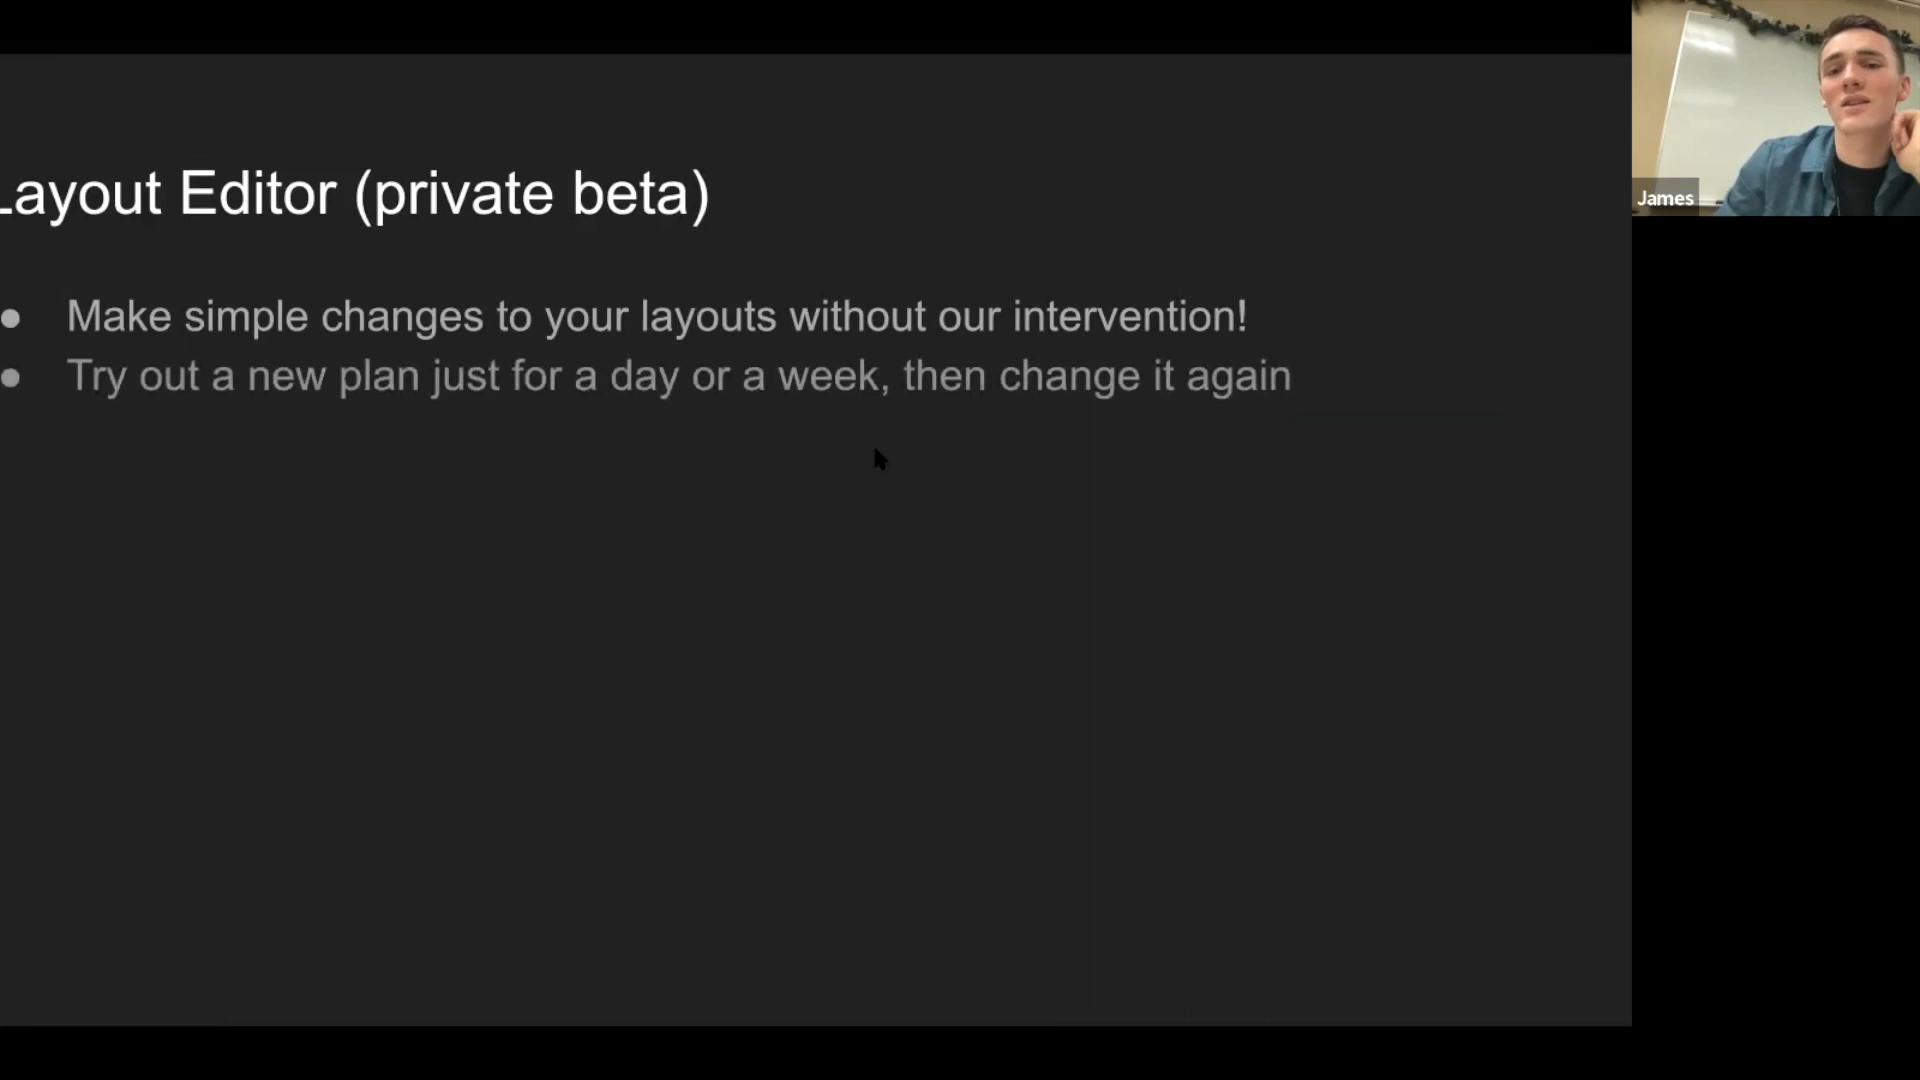 Layout Editor (private beta)
● Make simple changes to your layouts without our intervention!
● Try out a new plan just for a day or a week, then change it again
James